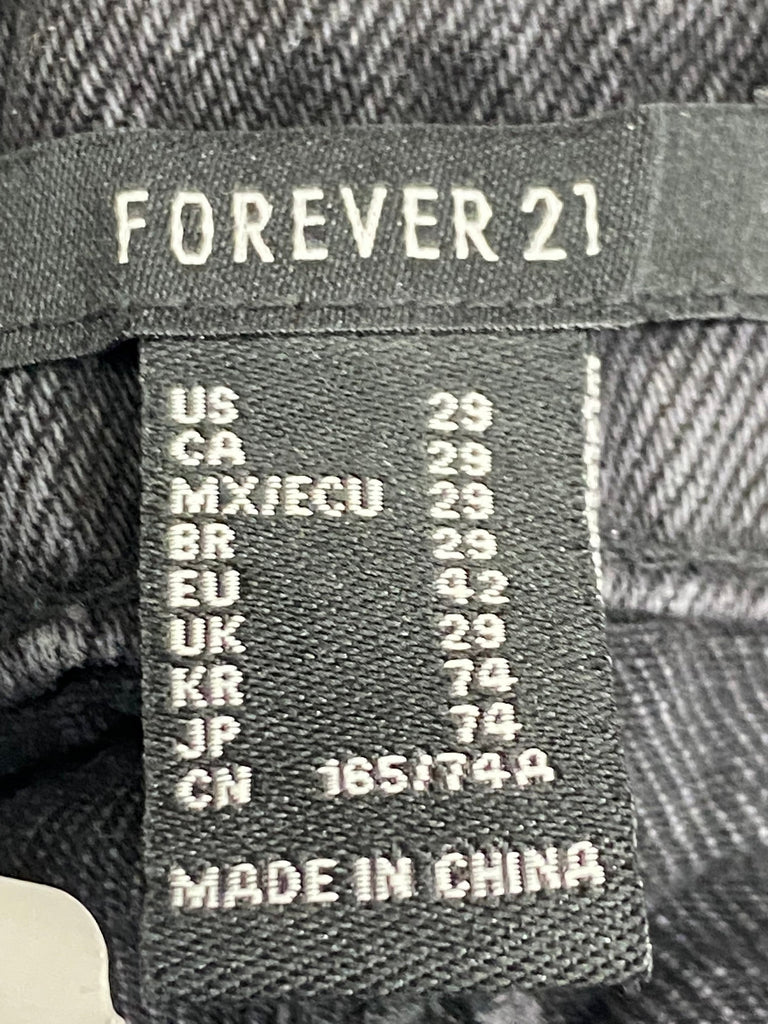 FOREVER 21
US 29
CA 29
MX/ECU 29
BR 29
EU 42
UK 29
KR 74
JP 74
CN 165/74A
MADE IN CHINA